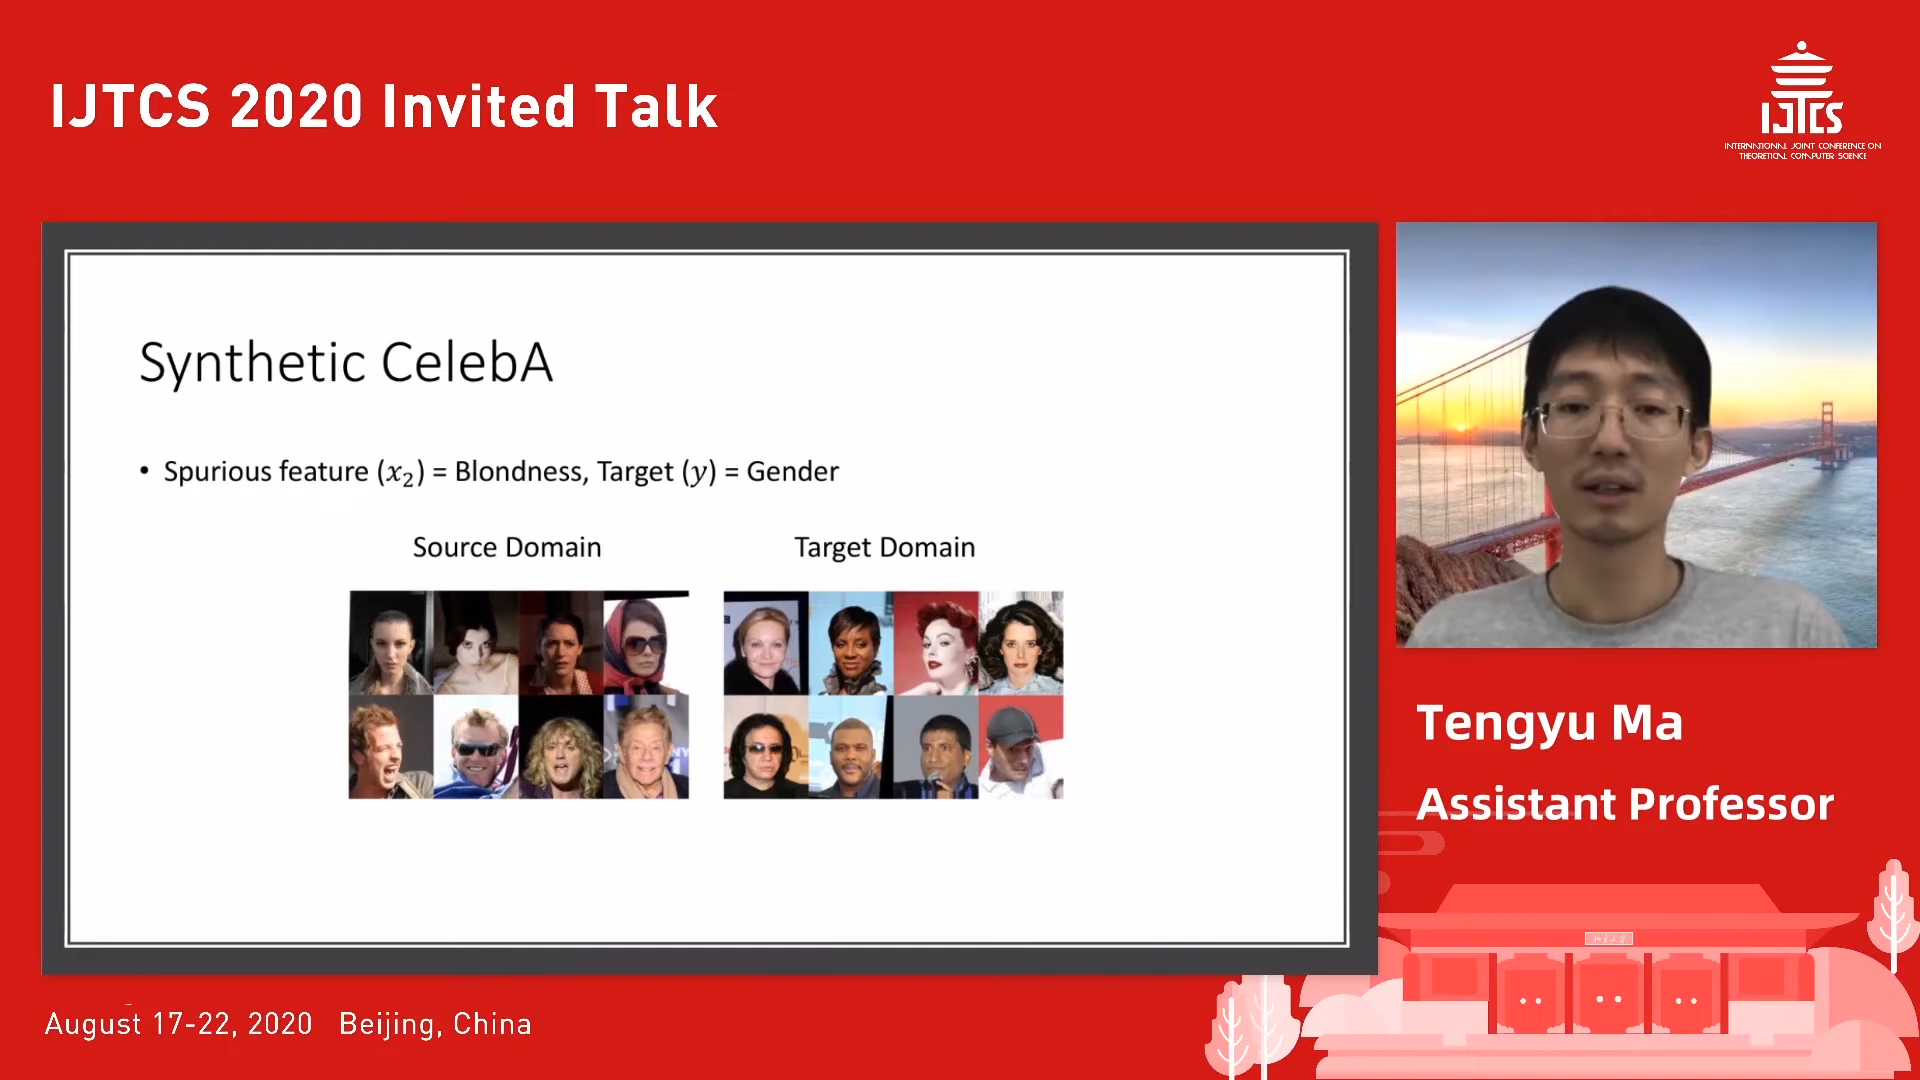 IJTCS 2020 Invited Talk
IJTCS
INTERNATIONAL JOINT CONFERENCE ON
THEORETICAL COMPUTER SCIENCE
Synthetic CelebA
• Spurious feature (x₂) = Blondness, Target (y) = Gender
Source Domain
Target Domain
Tengyu Ma
Assistant Professor
August 17-22, 2020 Beijing, China